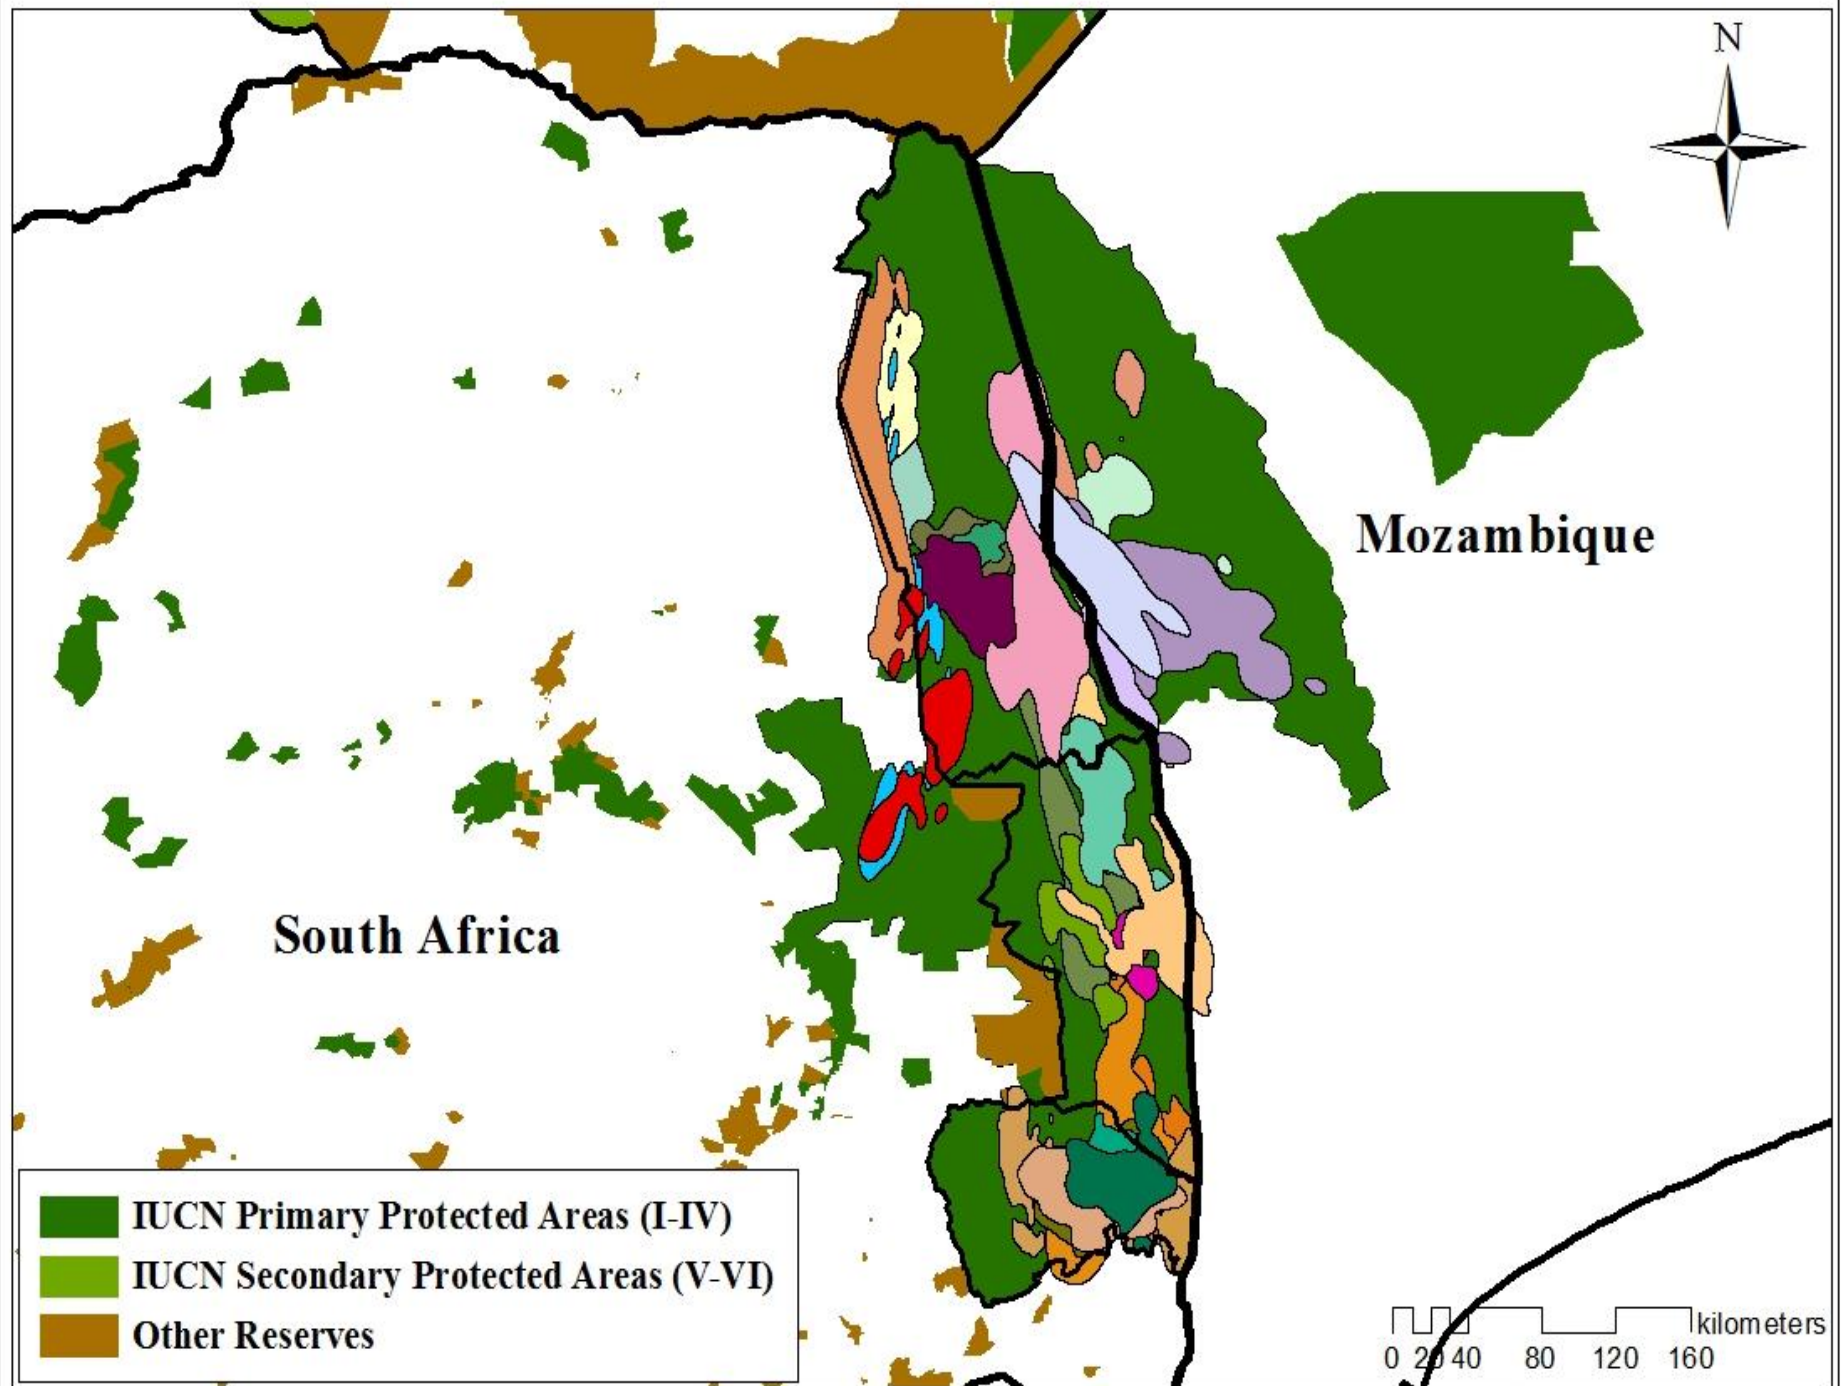 N
Mozambique
South Africa
IUCN Primary Protected Areas (I-IV)
IUCN Secondary Protected Areas (V-VI)
Other Reserves
kilometers
0 20 40 80 120 160